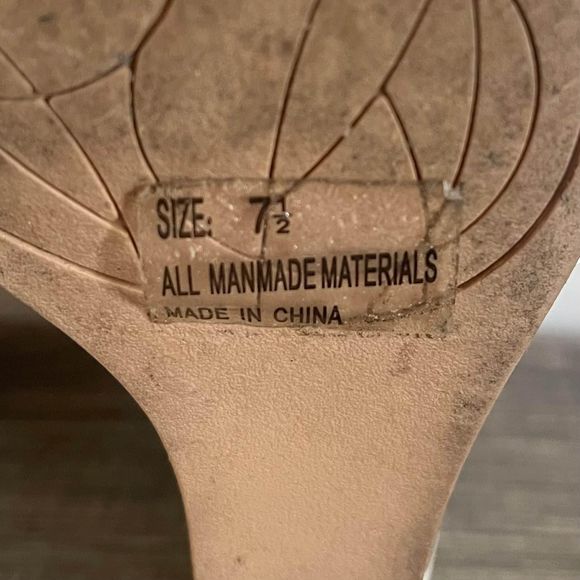 SIZE: 7½
ALL MANMADE MATERIALS
MADE IN CHINA